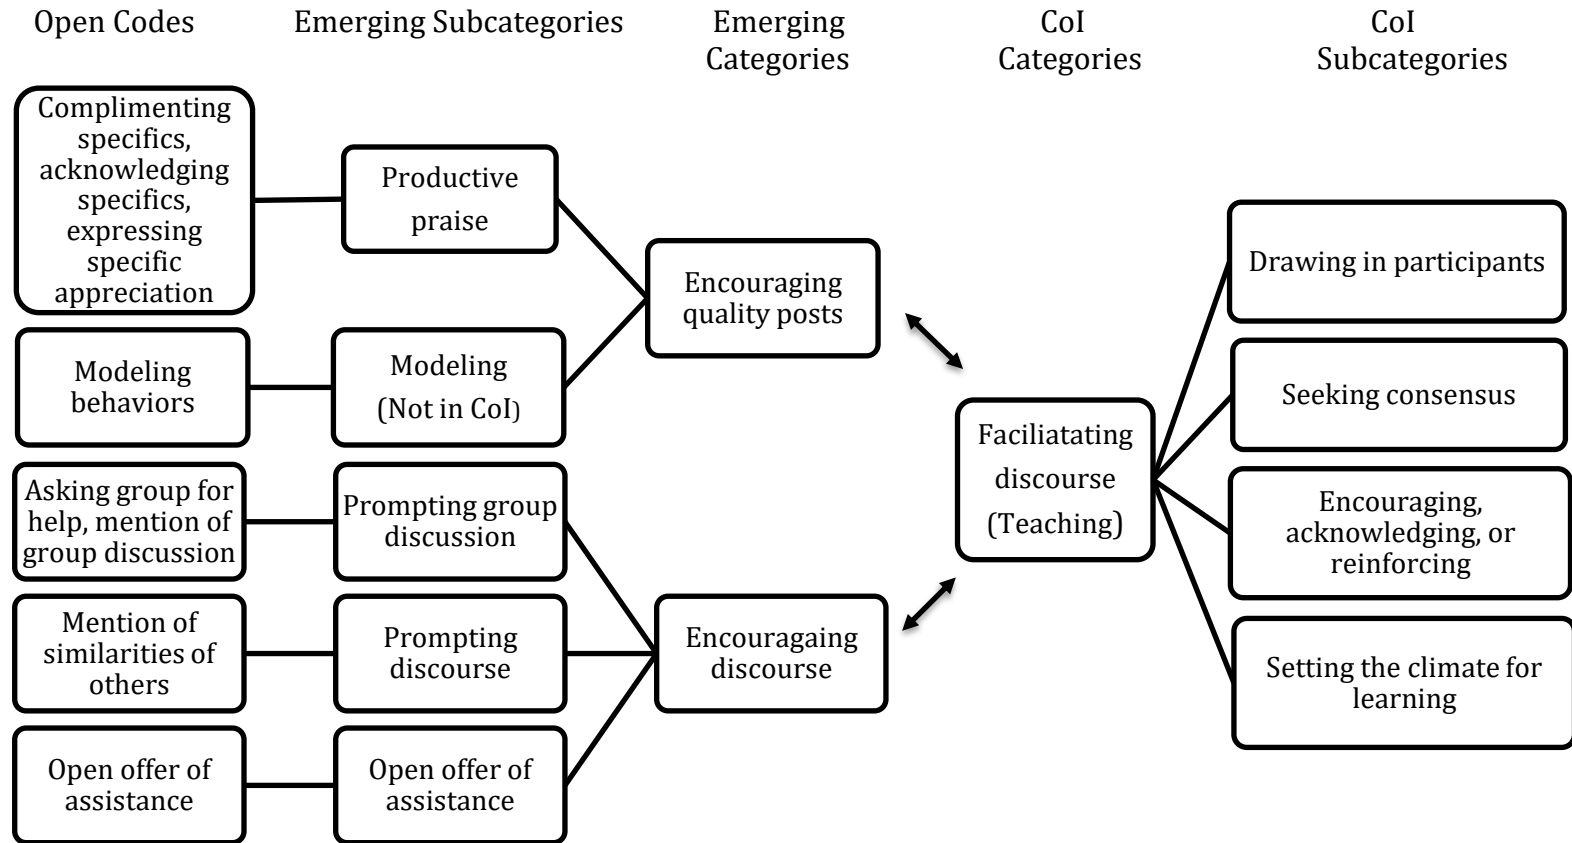 Open Codes
Emerging Subcategories
Emerging
Categories
CoI
Categories
CoI
Subcategories
Complimenting
specifics,
acknowledging
specifics,
expressing
specific
appreciation
Productive
praise
Encouraging
quality posts
Modeling
behaviors
Modeling
(Not in CoI)
Asking group for
help, mention of
group discussion
Prompting group
discussion
Mention of
similarities of
others
Prompting
discourse
Encouragaing
discourse
Open offer of
assistance
Open offer of
assistance
Faciliatating
discourse
(Teaching)
Drawing in participants
Seeking consensus
Encouraging,
acknowledging, or
reinforcing
Setting the climate for
learning